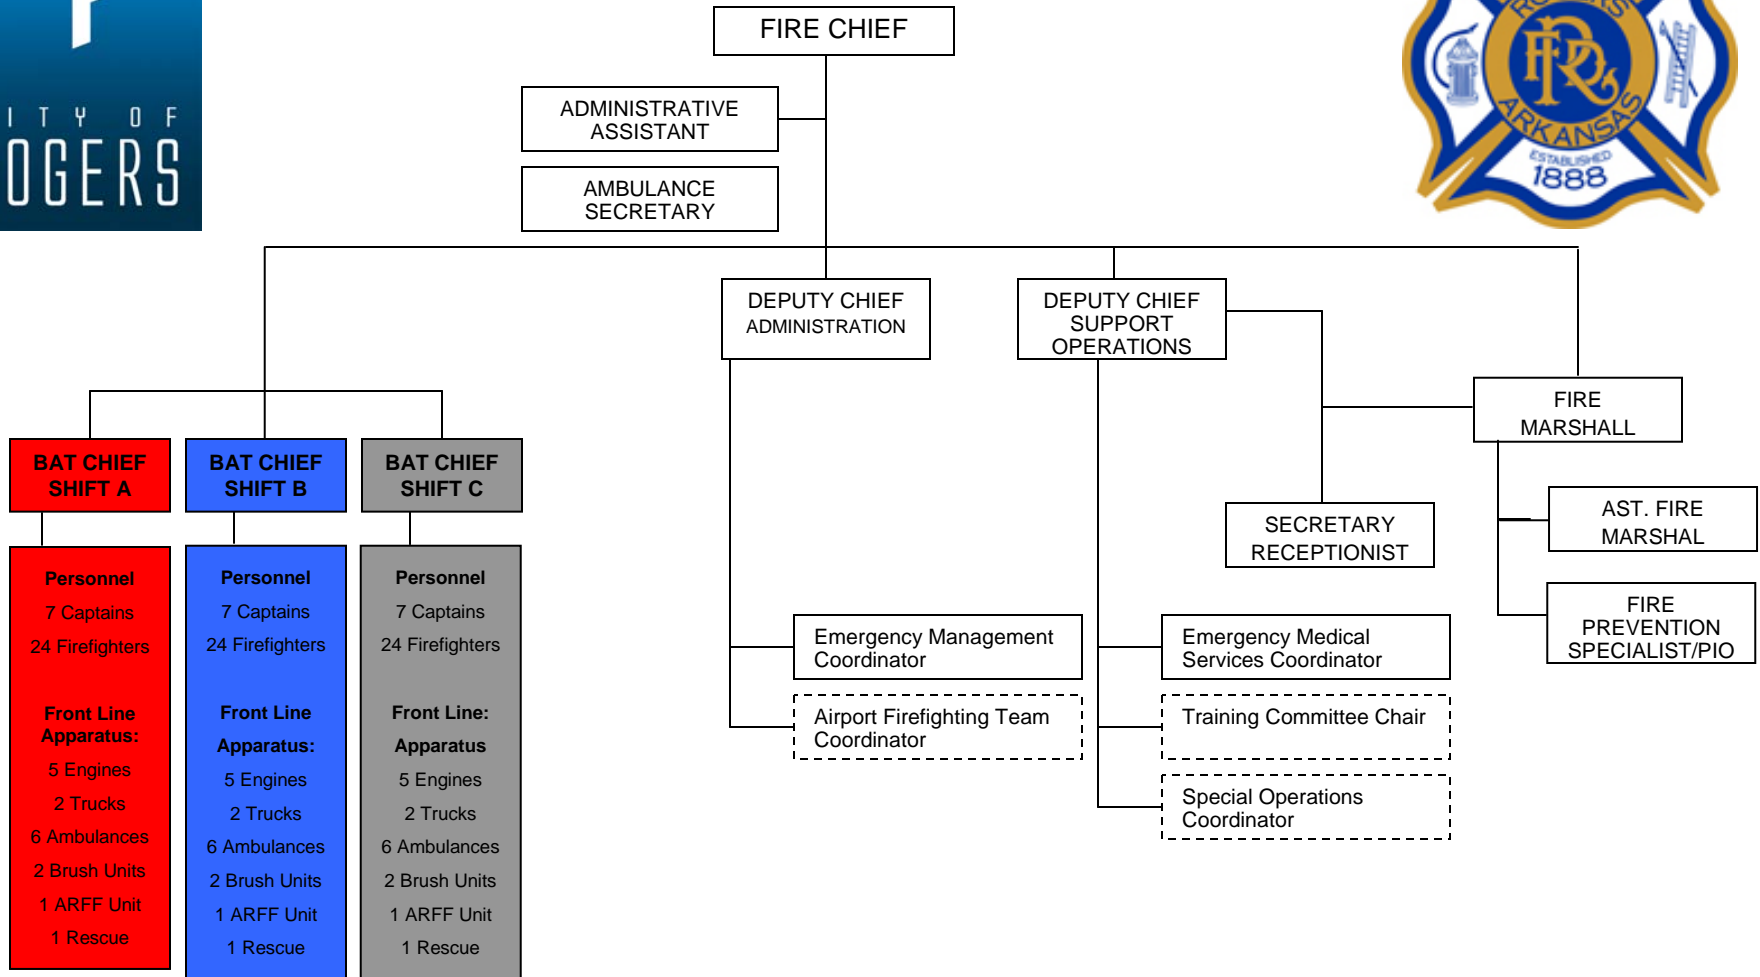 ITY OF
OGERS
FIRE CHIEF
ROGERS
FRD
ARKANSAS
ESTABLISHED
1888
ADMINISTRATIVE
ASSISTANT
AMBULANCE
SECRETARY
DEPUTY CHIEF
ADMINISTRATION
DEPUTY CHIEF
SUPPORT
OPERATIONS
FIRE
MARSHALL
BAT CHIEF
SHIFT A
BAT CHIEF
SHIFT B
BAT CHIEF
SHIFT C
SECRETARY
RECEPTIONIST
AST. FIRE
MARSHAL
FIRE
PREVENTION
SPECIALIST/PIO
Personnel
7 Captains
24 Firefighters
Front Line
Apparatus:
5 Engines
2 Trucks
6 Ambulances
2 Brush Units
1 ARFF Unit
1 Rescue
Personnel
7 Captains
24 Firefighters
Front Line
Apparatus:
5 Engines
2 Trucks
6 Ambulances
2 Brush Units
1 ARFF Unit
1 Rescue
Personnel
7 Captains
24 Firefighters
Front Line:
Apparatus
5 Engines
2 Trucks
6 Ambulances
2 Brush Units
1 ARFF Unit
1 Rescue
Emergency Management
Coordinator
Airport Firefighting Team
Coordinator
Emergency Medical
Services Coordinator
Training Committee Chair
Special Operations
Coordinator